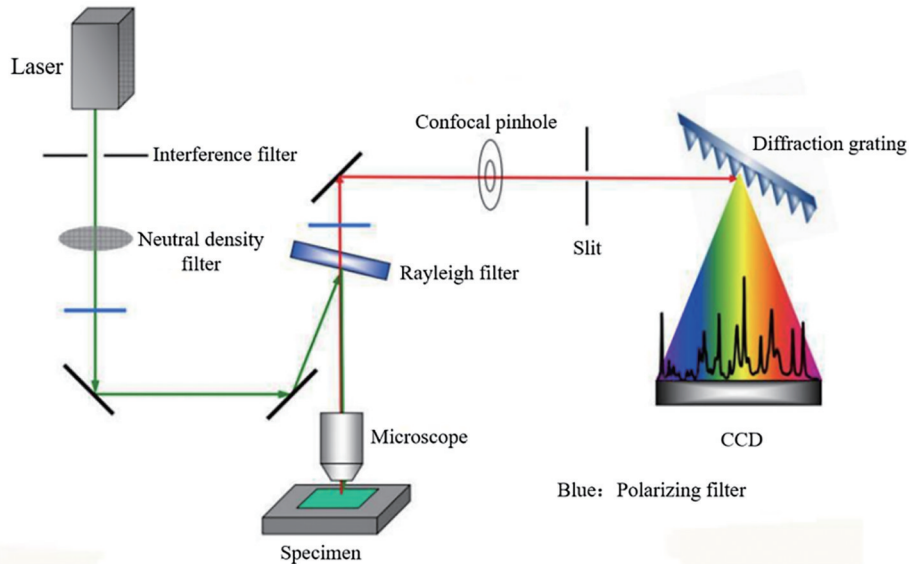 Laser
Interference filter
Neutral density
filter
Confocal pinhole
Slit
Diffraction grating
Rayleigh filter
Microscope
Specimen
CCD
Blue：Polarizing filter